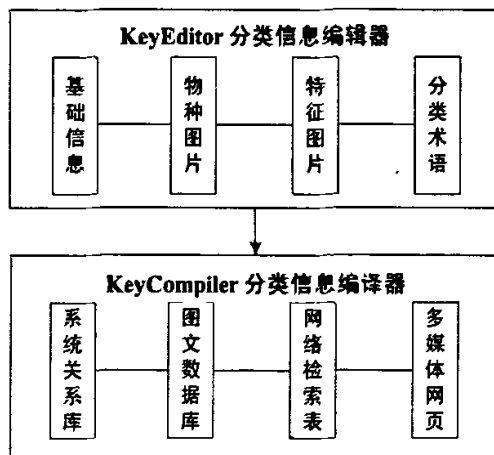 KeyEditor 分类信息编辑器
基础信息
物种图片
特征图片
分类术语
KeyCompiler 分类信息编译器
系统关系库
图文数据库
网络检索表
多媒体网页